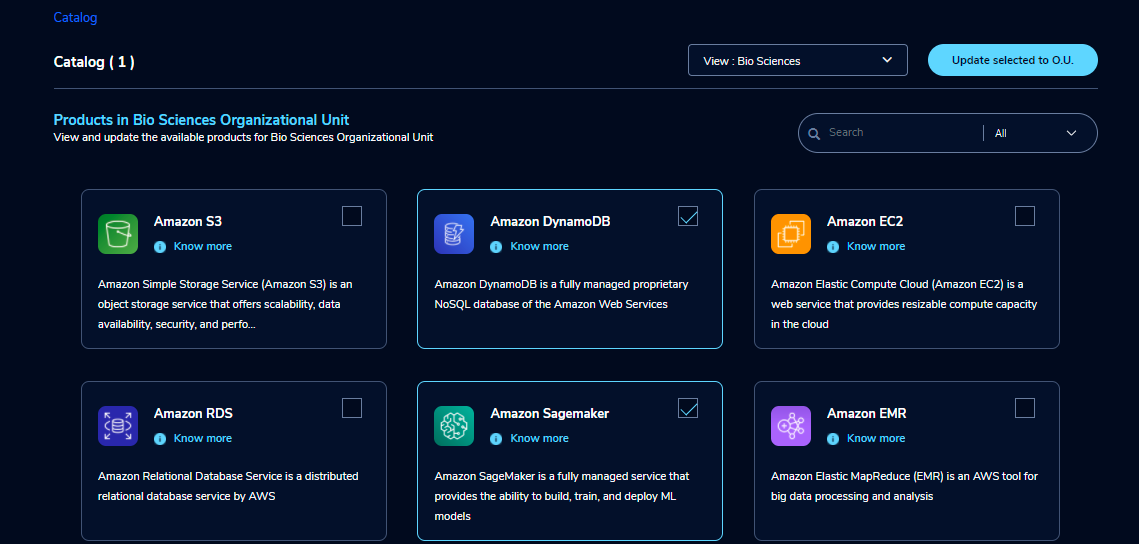 Catalog
Catalog ( 1 )
View : Bio Sciences
Update selected to O.U.
Products in Bio Sciences Organizational Unit
View and update the available products for Bio Sciences Organizational Unit
Search
All
Amazon S3
Know more
Amazon Simple Storage Service (Amazon S3) is an
object storage service that offers scalability, data
availability, security, and perfo...
Amazon DynamoDB
Know more
Amazon DynamoDB is a fully managed proprietary
NoSQL database of the Amazon Web Services
Amazon EC2
Know more
Amazon Elastic Compute Cloud (Amazon EC2) is a
web service that provides resizable compute capacity
in the cloud
Amazon RDS
Know more
Amazon Relational Database Service is a distributed
relational database service by AWS
Amazon Sagemaker
Know more
Amazon SageMaker is a fully managed service that
provides the ability to build, train, and deploy ML
models
Amazon EMR
Know more
Amazon Elastic MapReduce (EMR) is an AWS tool for
big data processing and analysis